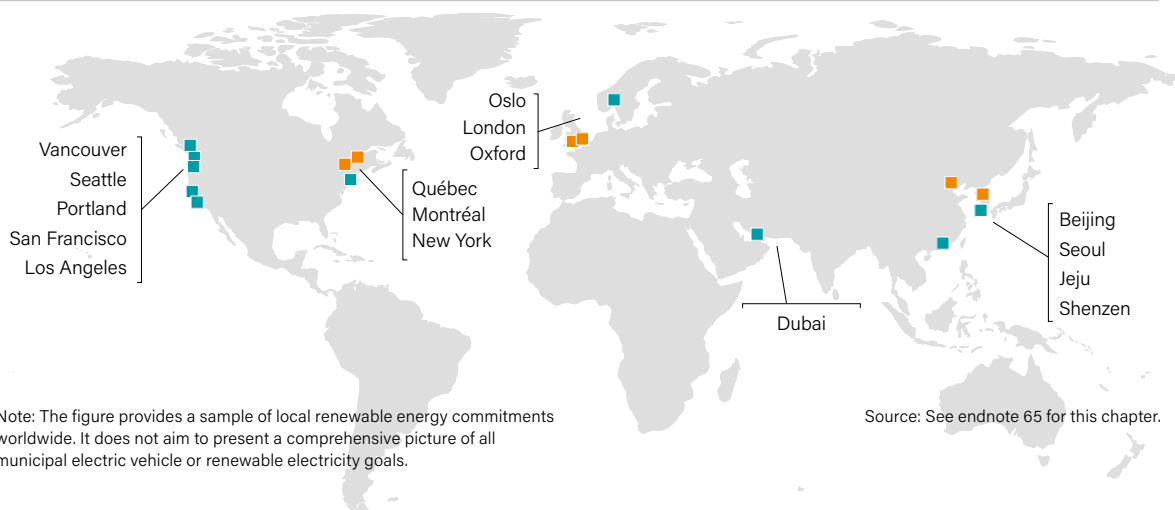 Vancouver
Seattle
Portland
San Francisco
Los Angeles
Québec
Montréal
New York
Oslo
London
Oxford
Dubai
Beijing
Seoul
Jeju
Shenzen
Note: The figure provides a sample of local renewable energy commitments
worldwide. It does not aim to present a comprehensive picture of all
municipal electric vehicle or renewable electricity goals.
Source: See endnote 65 for this chapter.